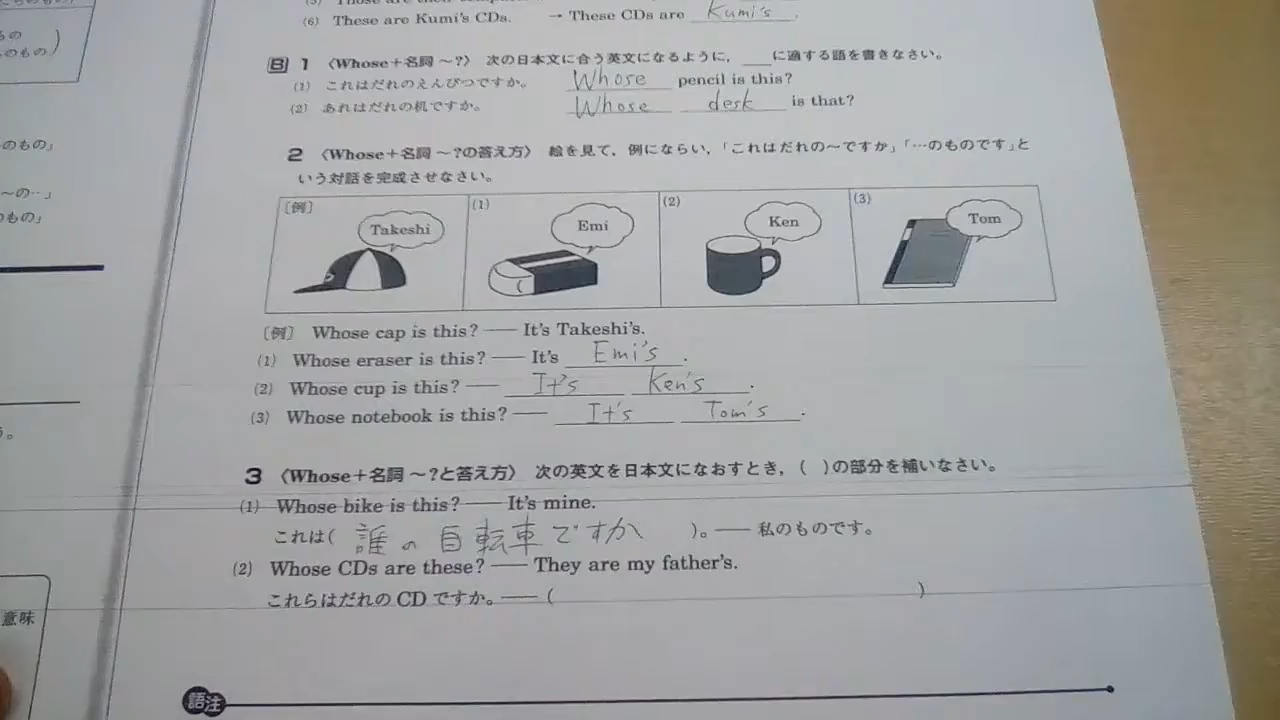 (6) These are Kumi's CDs. → These CDs are Kumi's .
B 1 〈Whose+名詞 ~?〉 次の日本文に合う英文になるように, ___に適する語を書きなさい。
(1) これはだれのえんぴつですか。 Whose pencil is this?
(2) あれはだれの机ですか。 Whose desk is that?
2 〈Whose+名詞 ~?の答え方〉 絵を見て, 例にならい,「これはだれの~ですか」「…のものです」と
いう対話を完成させなさい。
[例] Takeshi (1) Emi (2) Ken (3) Tom
[例] Whose cap is this? ── It's Takeshi's.
(1) Whose eraser is this? ── It's Emi's .
(2) Whose cup is this? ── It's Ken's .
(3) Whose notebook is this? ── It's Tom's .
3 〈Whose+名詞 ~?と答え方〉 次の英文を日本文になおすとき, ( )の部分を補いなさい。
(1) Whose bike is this? ── It's mine.
これは( 誰の自転車ですか )。── 私のものです。
(2) Whose CDs are these? ── They are my father's.
これらはだれの CD ですか。── ( )
語注
のもの」
~の‥」
のもの」
意味